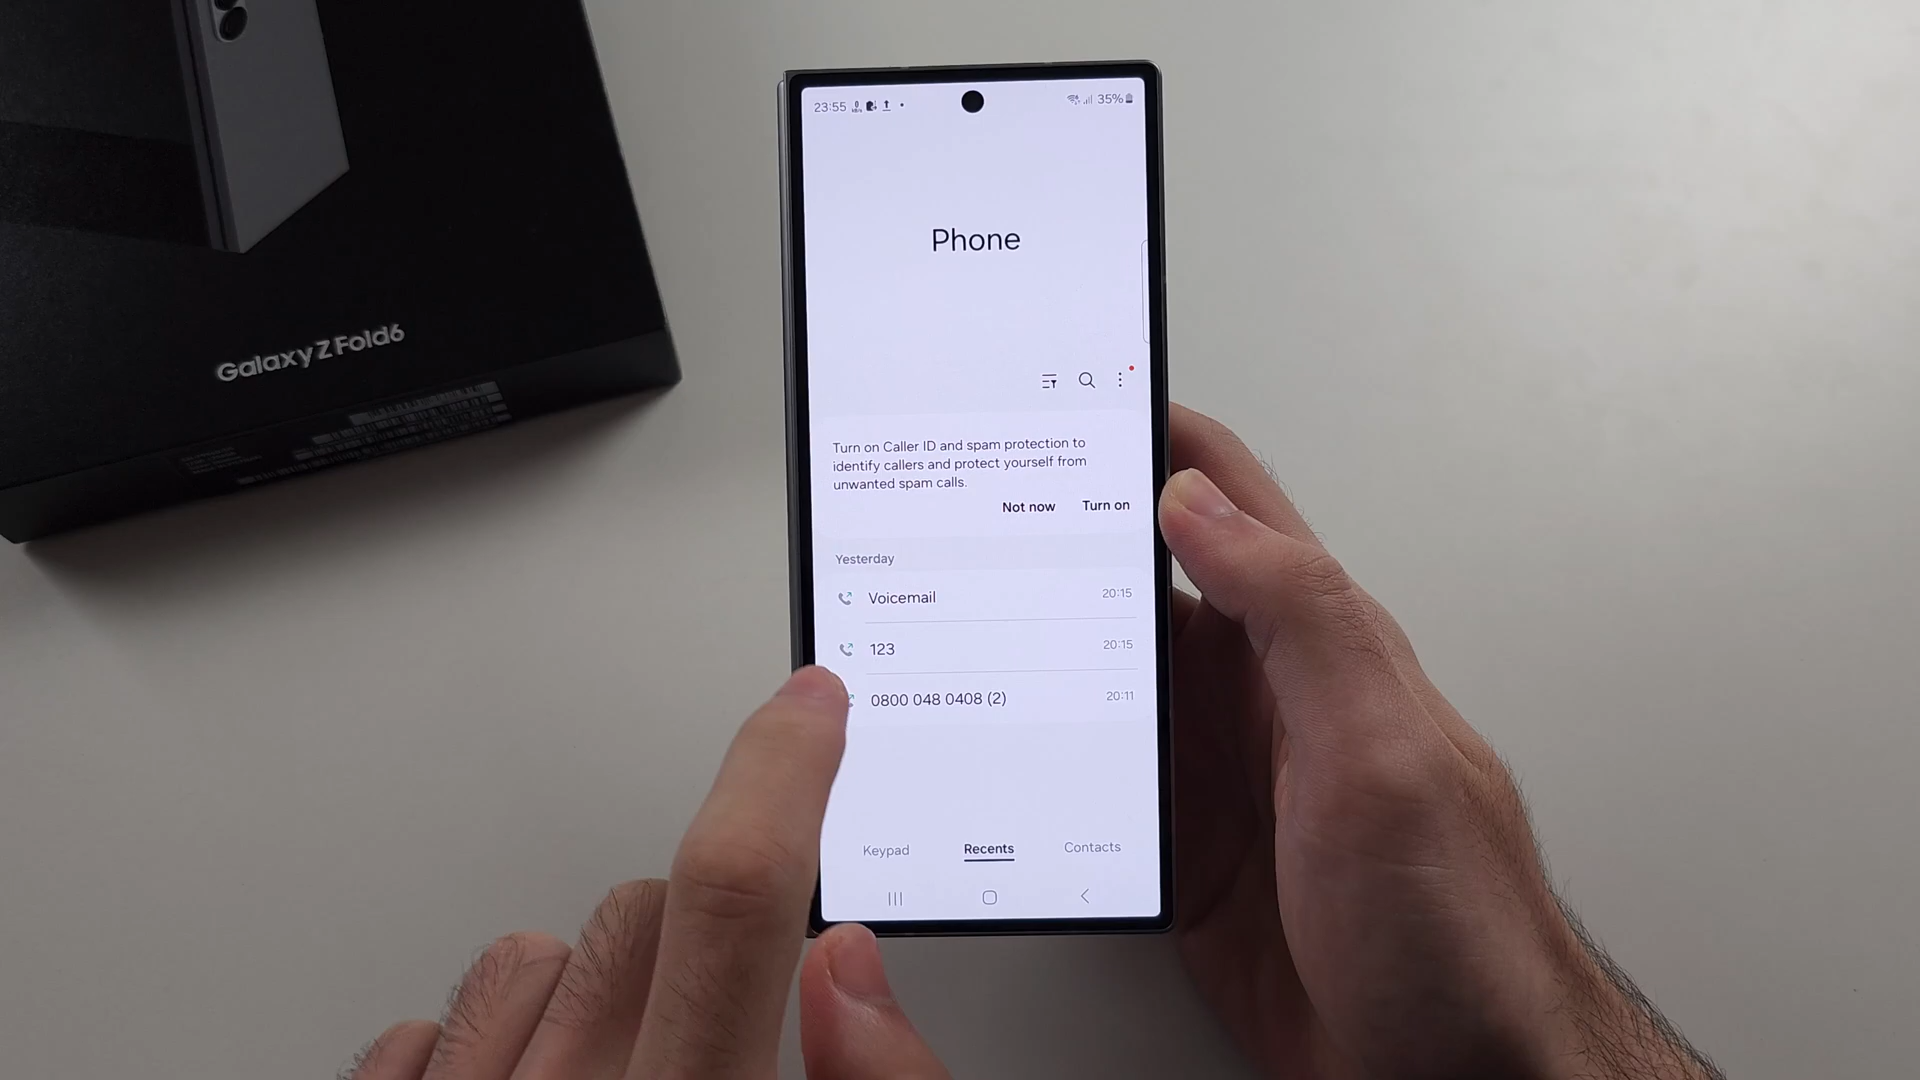 Galaxy Z Fold6
23:55
35%
Phone
Turn on Caller ID and spam protection to
identify callers and protect yourself from
unwanted spam calls.
Not now
Turn on
Yesterday
Voicemail
20:15
123
20:15
0800 048 0408 (2)
20:11
Keypad
Recents
Contacts